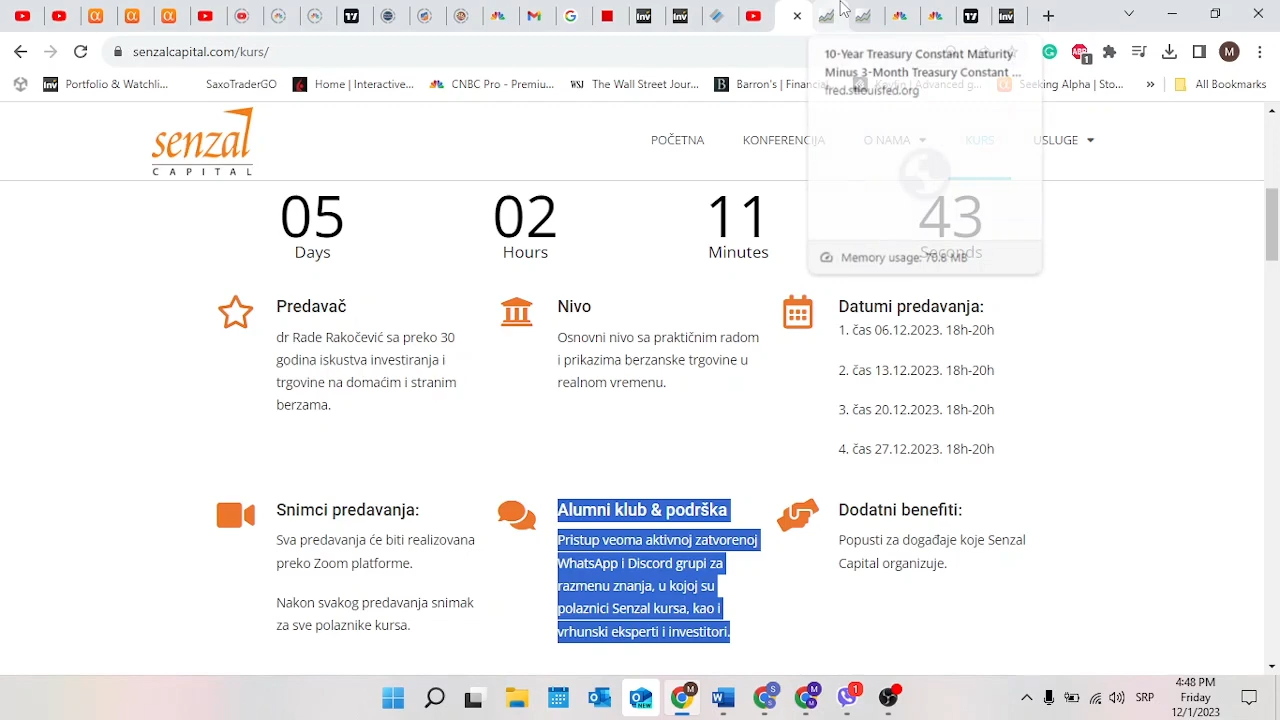 senzalcapital.com/kurs/
M
1
Portfolio & Watchli...
SaxoTraderGo
Home | Interactive...
CNBC Pro - Premiu...
The Wall Street Jour...
Barron's | Financial
Seeking Alpha | Sto...
All Bookmarks
10-Year Treasury Constant Maturity
Minus 3-Month Treasury Constant ...
fred.stlouisfed.org
Memory usage: 70.8 MB
senzal
CAPITAL
POČETNA
KONFERENCIJA
O NAMA
KURS
USLUGE
05
02
11
43
Days
Hours
Minutes
Seconds
Predavač
dr Rade Rakočević sa preko 30
godina iskustva investiranja i
trgovine na domaćim i stranim
berzama.
Nivo
Osnovni nivo sa praktičnim radom
i prikazima berzanske trgovine u
realnom vremenu.
Datumi predavanja:
1. čas 06.12.2023. 18h-20h
2. čas 13.12.2023. 18h-20h
3. čas 20.12.2023. 18h-20h
4. čas 27.12.2023. 18h-20h
Snimci predavanja:
Sva predavanja će biti realizovana
preko Zoom platforme.
Nakon svakog predavanja snimak
za sve polaznike kursa.
Alumni klub & podrška
Pristup veoma aktivnoj zatvorenoj
WhatsApp i Discord grupi za
razmenu znanja, u kojoj su
polaznici Senzal kursa, kao i
vrhunski eksperti i investitori.
Dodatni benefiti:
Popusti za događaje koje Senzal
Capital organizuje.
SRP
4:48 PM
Friday
12/1/2023